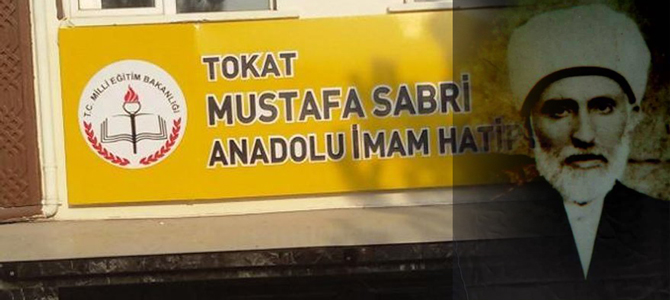 T.C. MİLLÎ EĞİTİM BAKANLIĞI
TOKAT
MUSTAFA SABRİ
ANADOLU İMAM HATİP